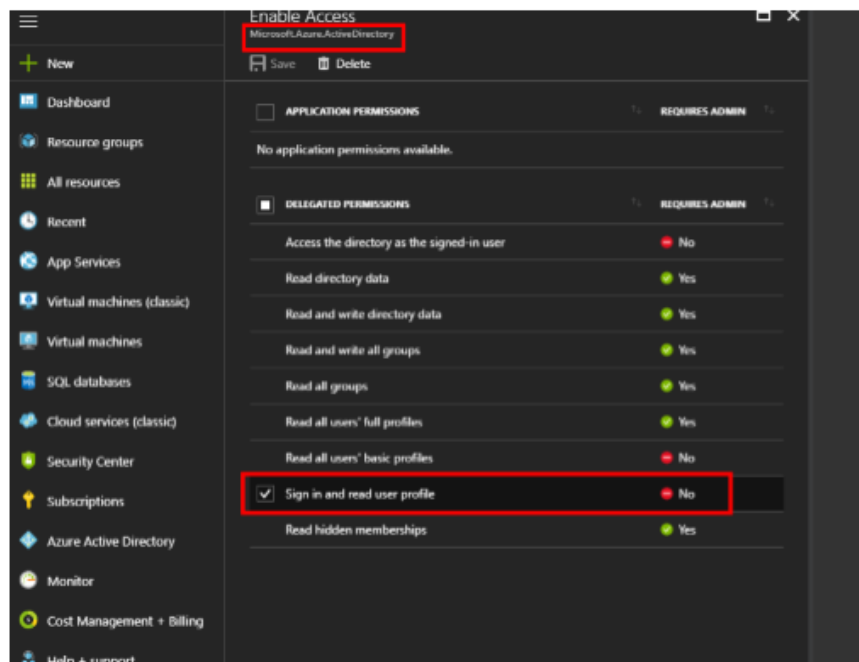 Enable Access
Microsoft.Azure.ActiveDirectory
Save Delete
New
Dashboard
Resource groups
All resources
Recent
App Services
Virtual machines (classic)
Virtual machines
SQL databases
Cloud services (classic)
Security Center
Subscriptions
Azure Active Directory
Monitor
Cost Management + Billing
Help + support
APPLICATION PERMISSIONS REQUIRES ADMIN
No application permissions available.
DELEGATED PERMISSIONS REQUIRES ADMIN
Access the directory as the signed-in user No
Read directory data Yes
Read and write directory data Yes
Read and write all groups Yes
Read all groups Yes
Read all users' full profiles Yes
Read all users' basic profiles No
Sign in and read user profile No
Read hidden memberships Yes